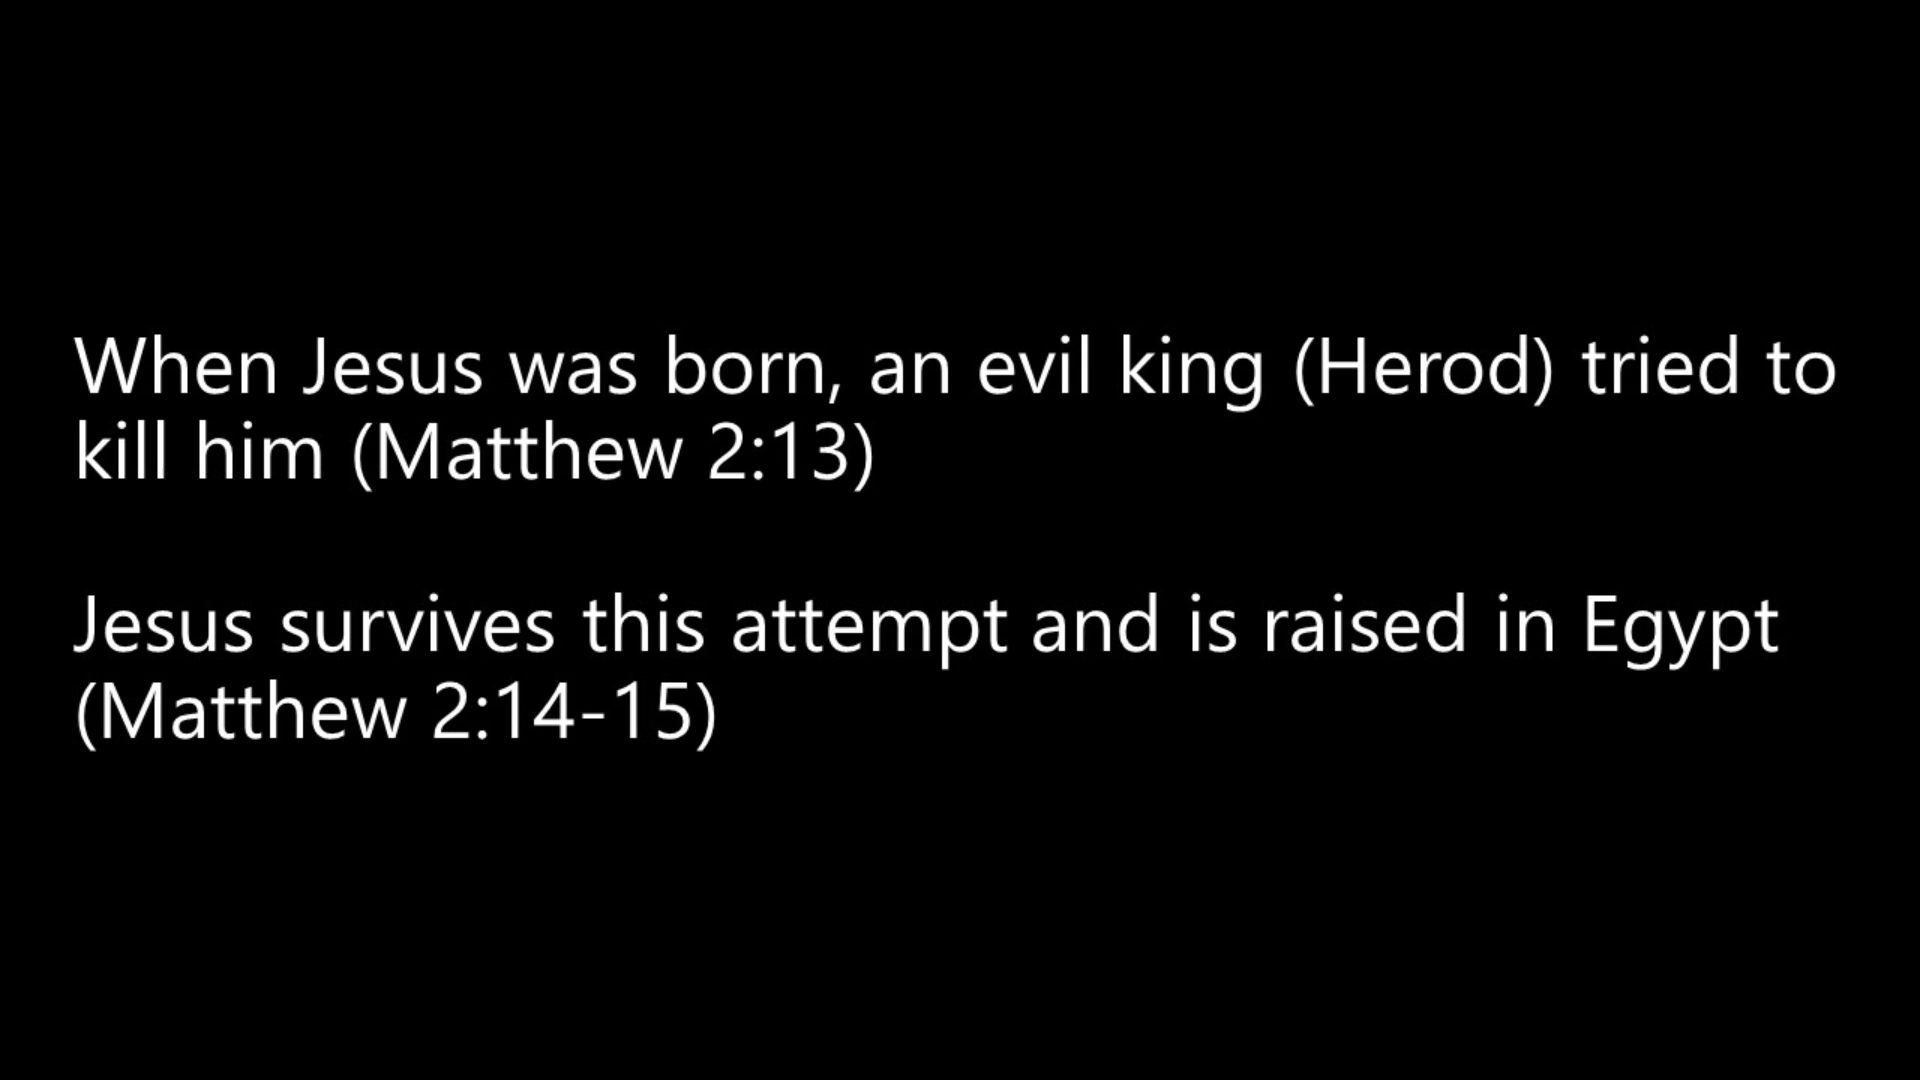 When Jesus was born, an evil king (Herod) tried to
kill him (Matthew 2:13)
Jesus survives this attempt and is raised in Egypt
(Matthew 2:14-15)